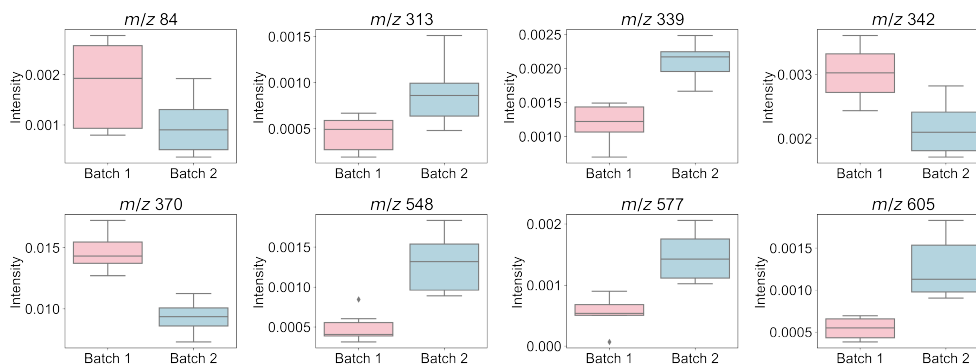 m/z 84
Intensity
0.002
0.001
Batch 1 Batch 2
m/z 313
Intensity
0.0015
0.0010
0.0005
Batch 1 Batch 2
m/z 339
Intensity
0.0025
0.0020
0.0015
0.0010
Batch 1 Batch 2
m/z 342
Intensity
0.003
0.002
Batch 1 Batch 2
m/z 370
Intensity
0.015
0.010
Batch 1 Batch 2
m/z 548
Intensity
0.0015
0.0010
0.0005
Batch 1 Batch 2
m/z 577
Intensity
0.002
0.001
0.000
Batch 1 Batch 2
m/z 605
Intensity
0.0015
0.0010
0.0005
Batch 1 Batch 2